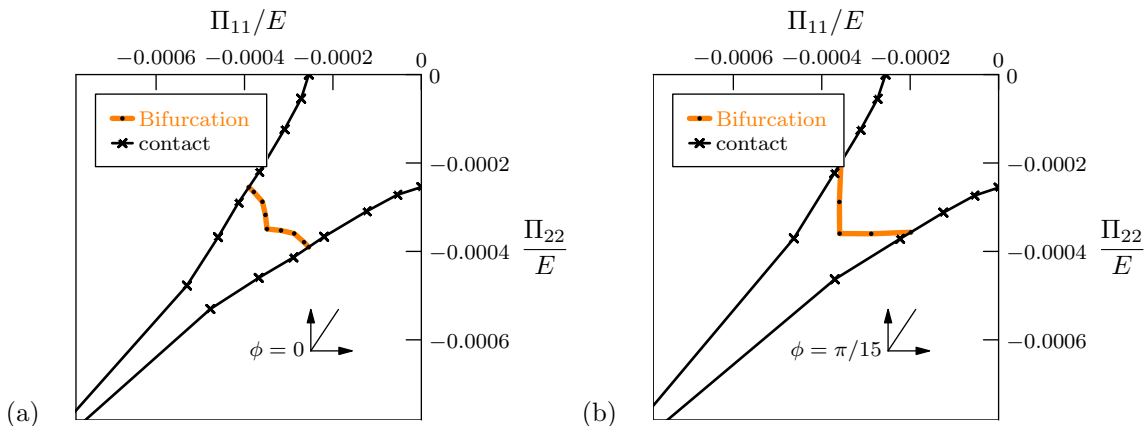 Π₁₁/E
−0.0006 −0.0004 −0.0002 0
0
Bifurcation
contact
−0.0002
Π₂₂
E
−0.0004
−0.0006
ϕ = 0
(a)
Π₁₁/E
−0.0006 −0.0004 −0.0002 0
0
Bifurcation
contact
−0.0002
Π₂₂
E
−0.0004
−0.0006
ϕ = π/15
(b)